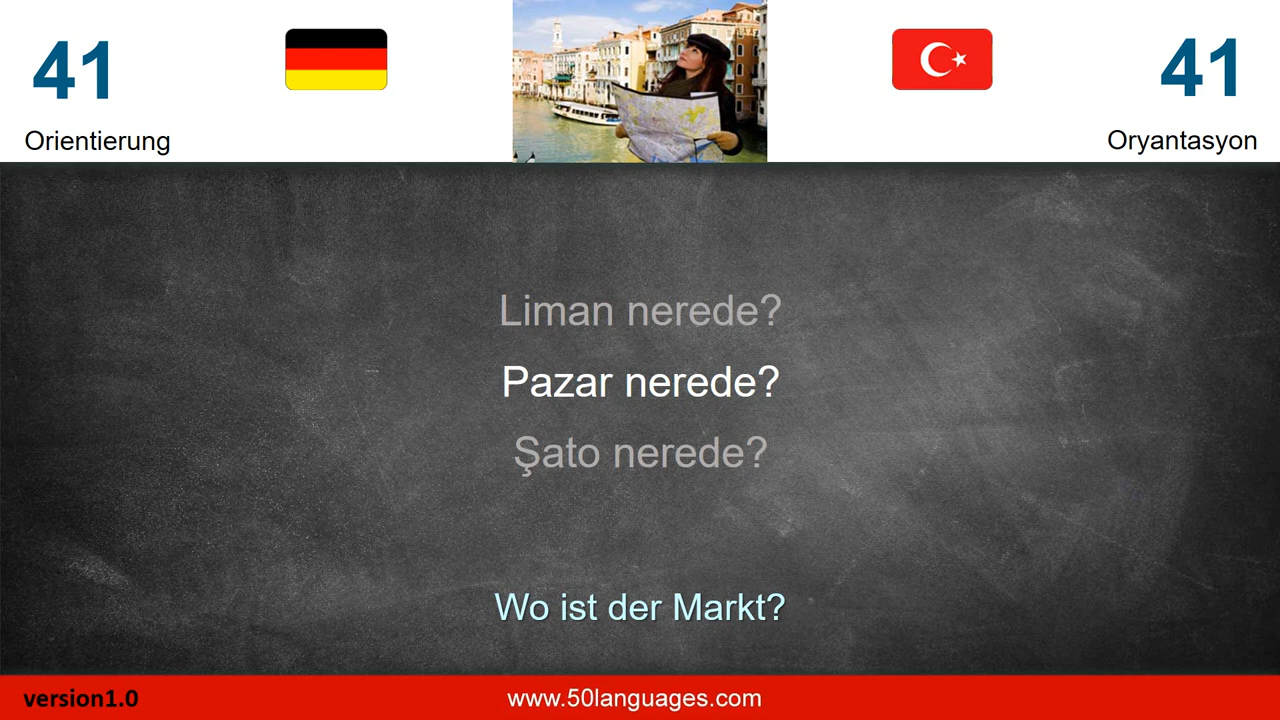 41
41
Orientierung
Oryantasyon
Liman nerede?
Pazar nerede?
Şato nerede?
Wo ist der Markt?
version1.0
www.50languages.com